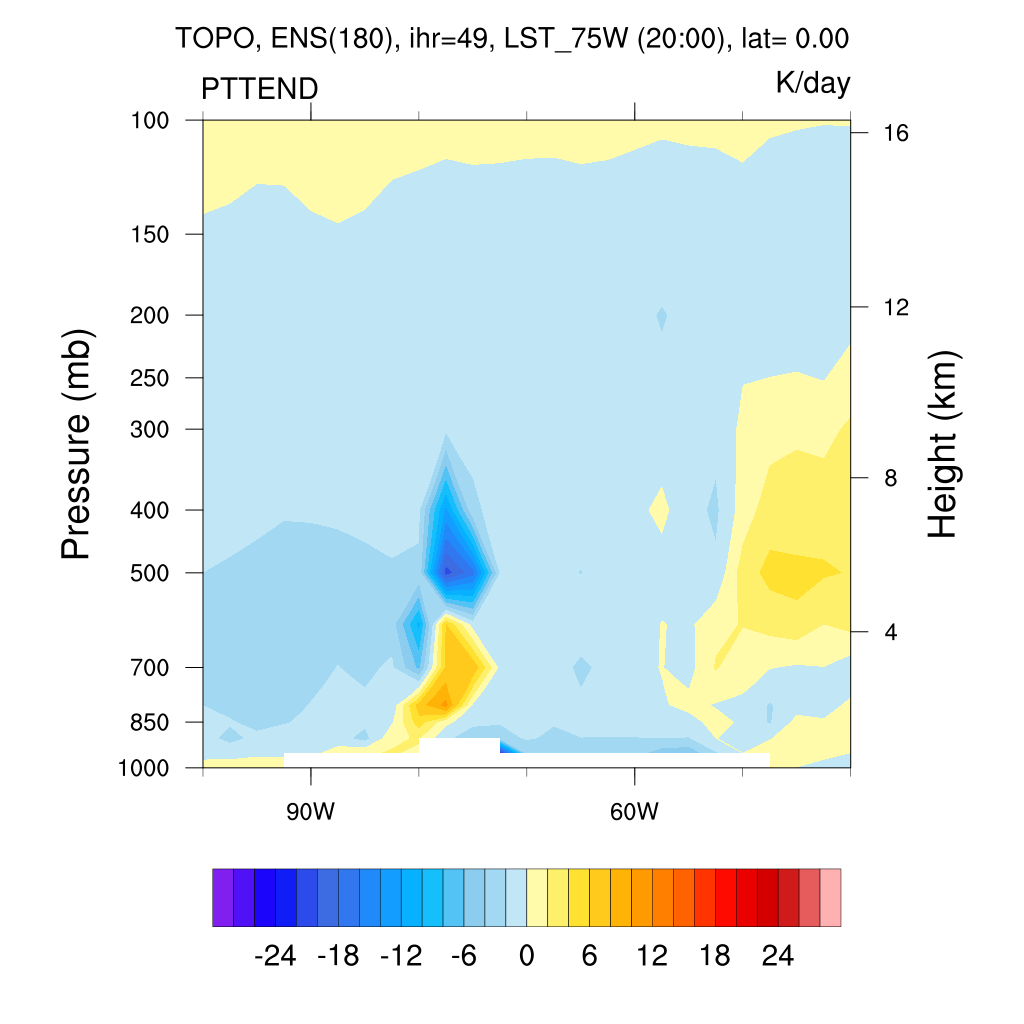 TOPO, ENS(180), ihr=49, LST_75W (20:00), lat= 0.00
PTTEND
K/day
100
150
200
250
300
400
500
700
850
1000
Pressure (mb)
16
12
8
4
Height (km)
90W
60W
-24 -18 -12 -6 0 6 12 18 24